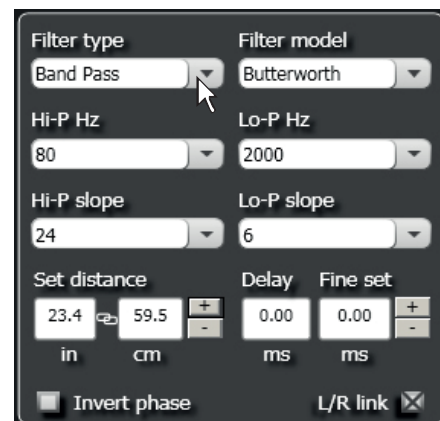 Filter type Filter model
Band Pass Butterworth
Hi-P Hz Lo-P Hz
80 2000
Hi-P slope Lo-P slope
24 6
Set distance Delay Fine set
23.4 59.5 + - 0.00 0.00 + -
in cm ms ms
Invert phase L/R link